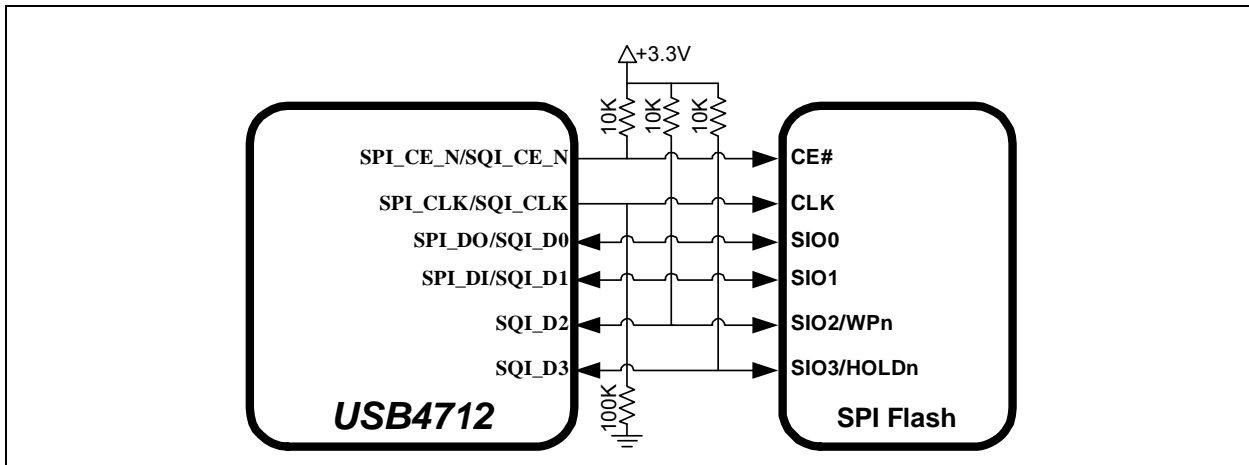 +3.3V
10K
10K
10K
SPI_CE_N/SQI_CE_N
CE#
SPI_CLK/SQI_CLK
CLK
SPI_DO/SQI_D0
SIO0
SPI_DI/SQI_D1
SIO1
SQI_D2
SIO2/WPn
SQI_D3
SIO3/HOLDn
100K
USB4712
SPI Flash